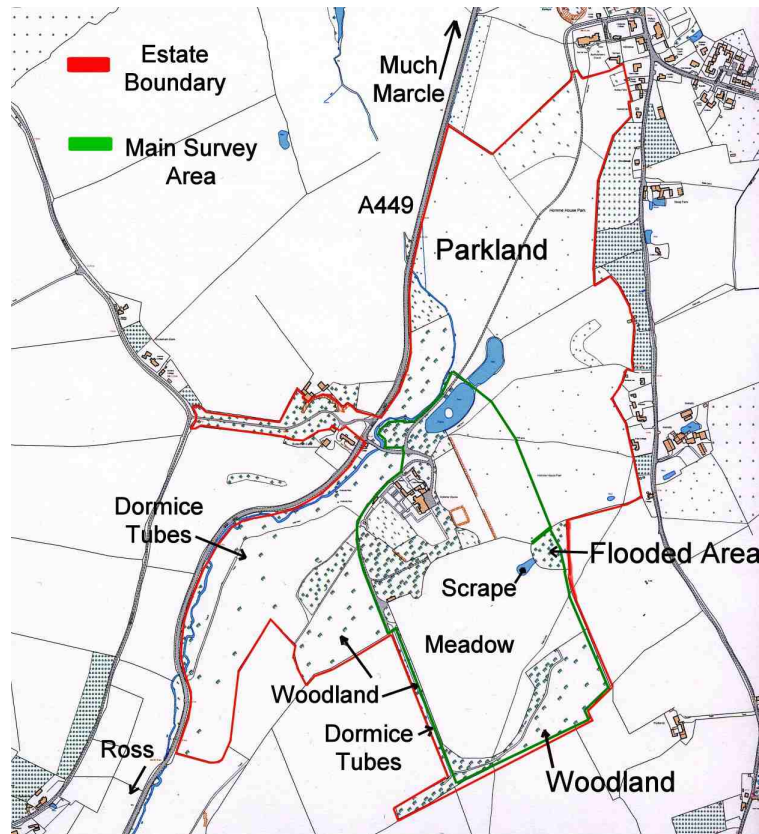 Estate
Boundary
Main Survey
Area
Much
Marcle
A449
Parkland
Dormice
Tubes
Flooded Area
Scrape
Meadow
Woodland
Dormice
Tubes
Ross
Woodland